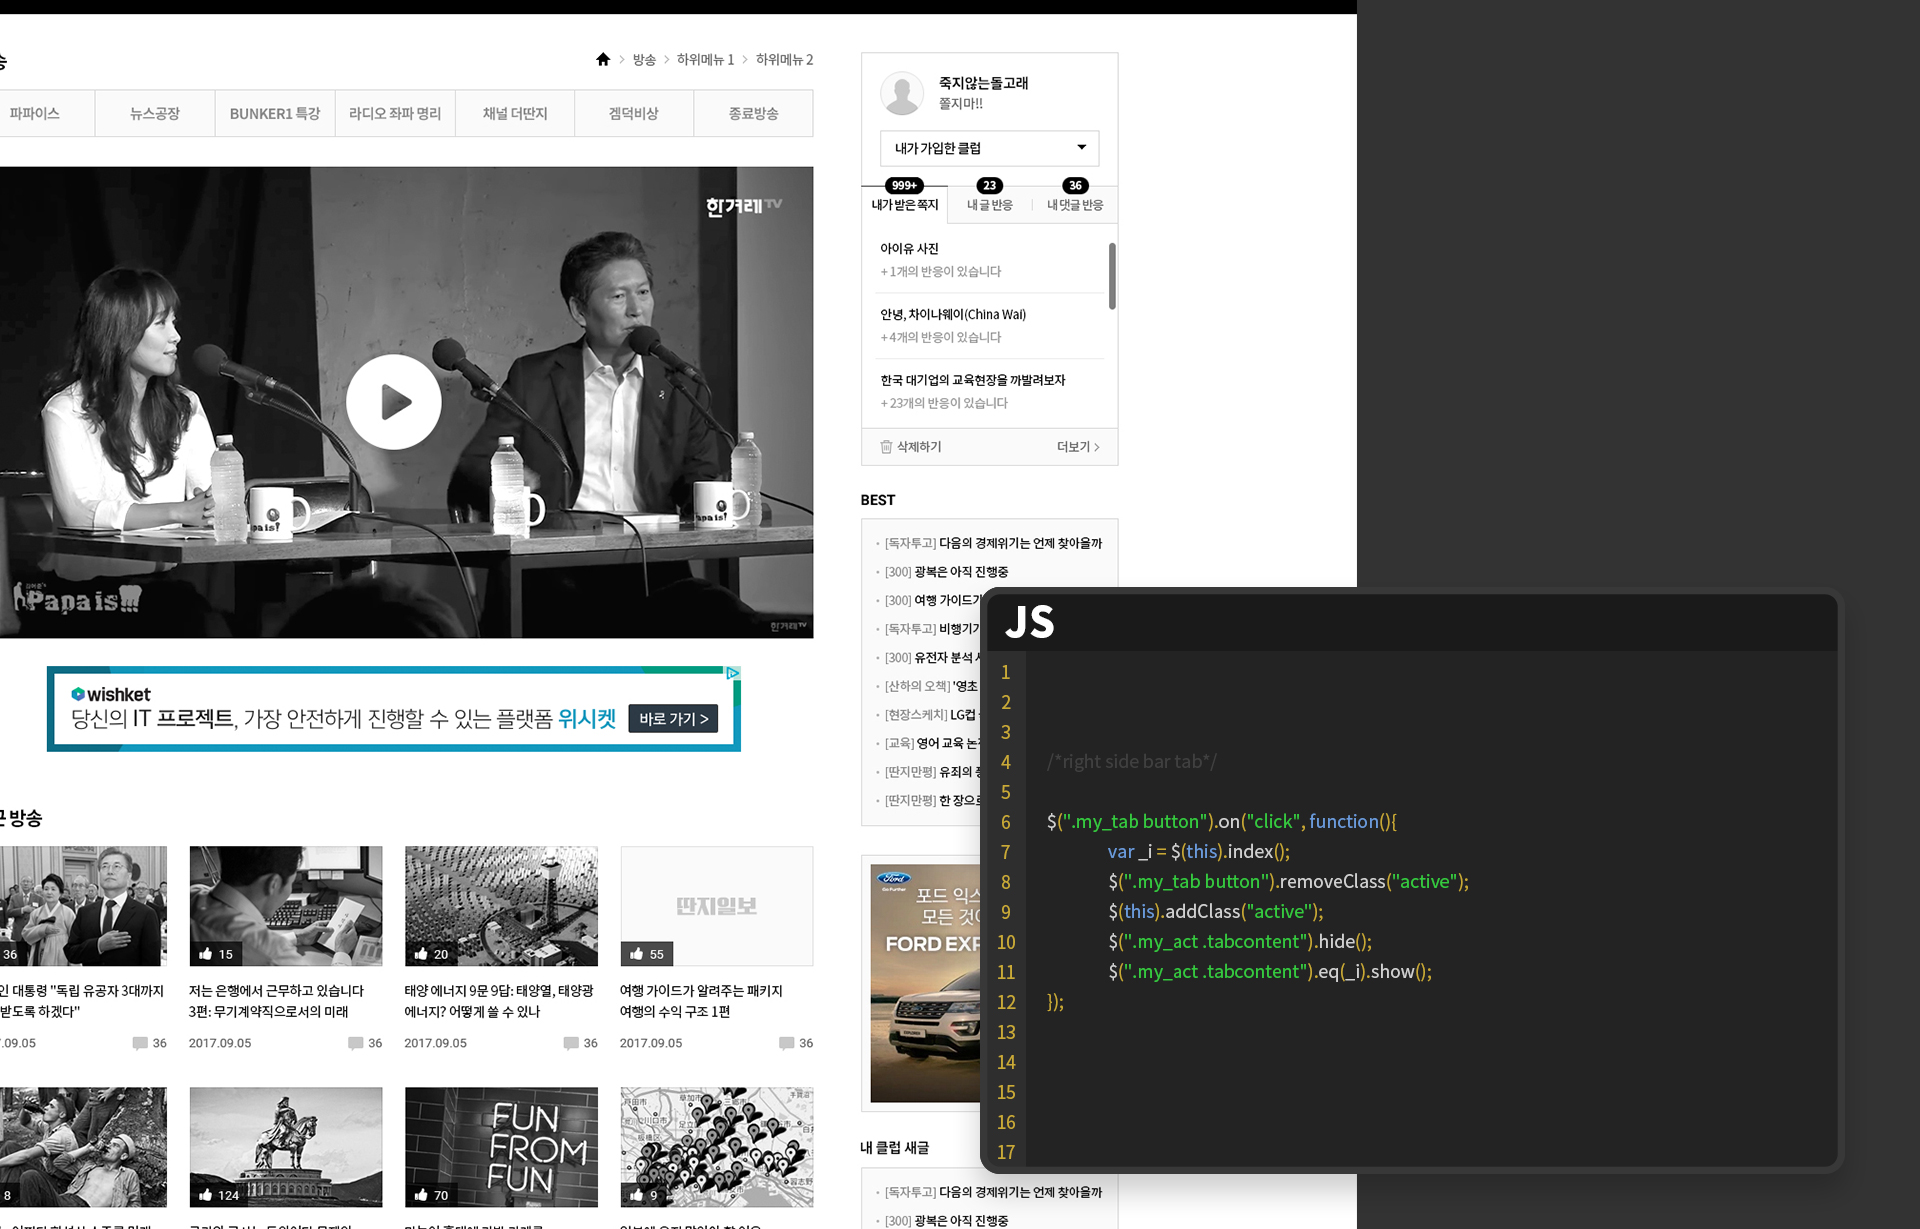 송
방송
하위메뉴 1
하위메뉴 2
파파이스
뉴스공장
BUNKER1 특강
라디오 좌파 명리
채널 더딴지
겜덕비상
종료방송
한겨레TV
Papa is!!!
한겨레TV
wishket
당신의 IT 프로젝트, 가장 안전하게 진행할 수 있는 플랫폼 위시켓
바로 가기 >
근 방송
36
15
20
딴지일보
55
인 대통령 "독립 유공자 3대까지
받도록 하겠다"
저는 은행에서 근무하고 있습니다
3편: 무기계약직으로서의 미래
태양 에너지 9문 9답: 태양열, 태양광
에너지? 어떻게 쓸 수 있나
여행 가이드가 알려주는 패키지
여행의 수익 구조 1편
.09.05
36
2017.09.05
36
2017.09.05
36
2017.09.05
36
8
124
FUN
FROM
FUN
70
9
죽지않는돌고래
쫄지마!!
내가 가입한 클럽
999+
23
36
내가 받은 쪽지
내 글 반응
내 댓글 반응
아이유 사진
+ 1개의 반응이 있습니다
안녕, 차이나웨이(China Wai)
+ 4개의 반응이 있습니다
한국 대기업의 교육현장을 까발려보자
+ 23개의 반응이 있습니다
삭제하기
더보기 >
BEST
[독자투고] 다음의 경제위기는 언제 찾아올까
[300] 광복은 아직 진행중
[300] 여행 가이드가
[독자투고] 비행기기
[300] 유전자 분석
[산하의 오책] '영초
[현장스케치] LG컵
[교육] 영어 교육 논
[딴지만평] 유죄의
[딴지만평] 한 장으로
Ford
Go Further
포드 익스
모든 것이
FORD EXP
내 클럽 새글
[독자투고] 다음의 경제위기는 언제 찾아올까
[300] 광복은 아직 진행중
JS
1
2
3
4 /*right side bar tab*/
5
6 $(".my_tab button").on("click", function(){
7 var _i = $(this).index();
8 $(".my_tab button").removeClass("active");
9 $(this).addClass("active");
10 $(".my_act .tabcontent").hide();
11 $(".my_act .tabcontent").eq(_i).show();
12 });
13
14
15
16
17